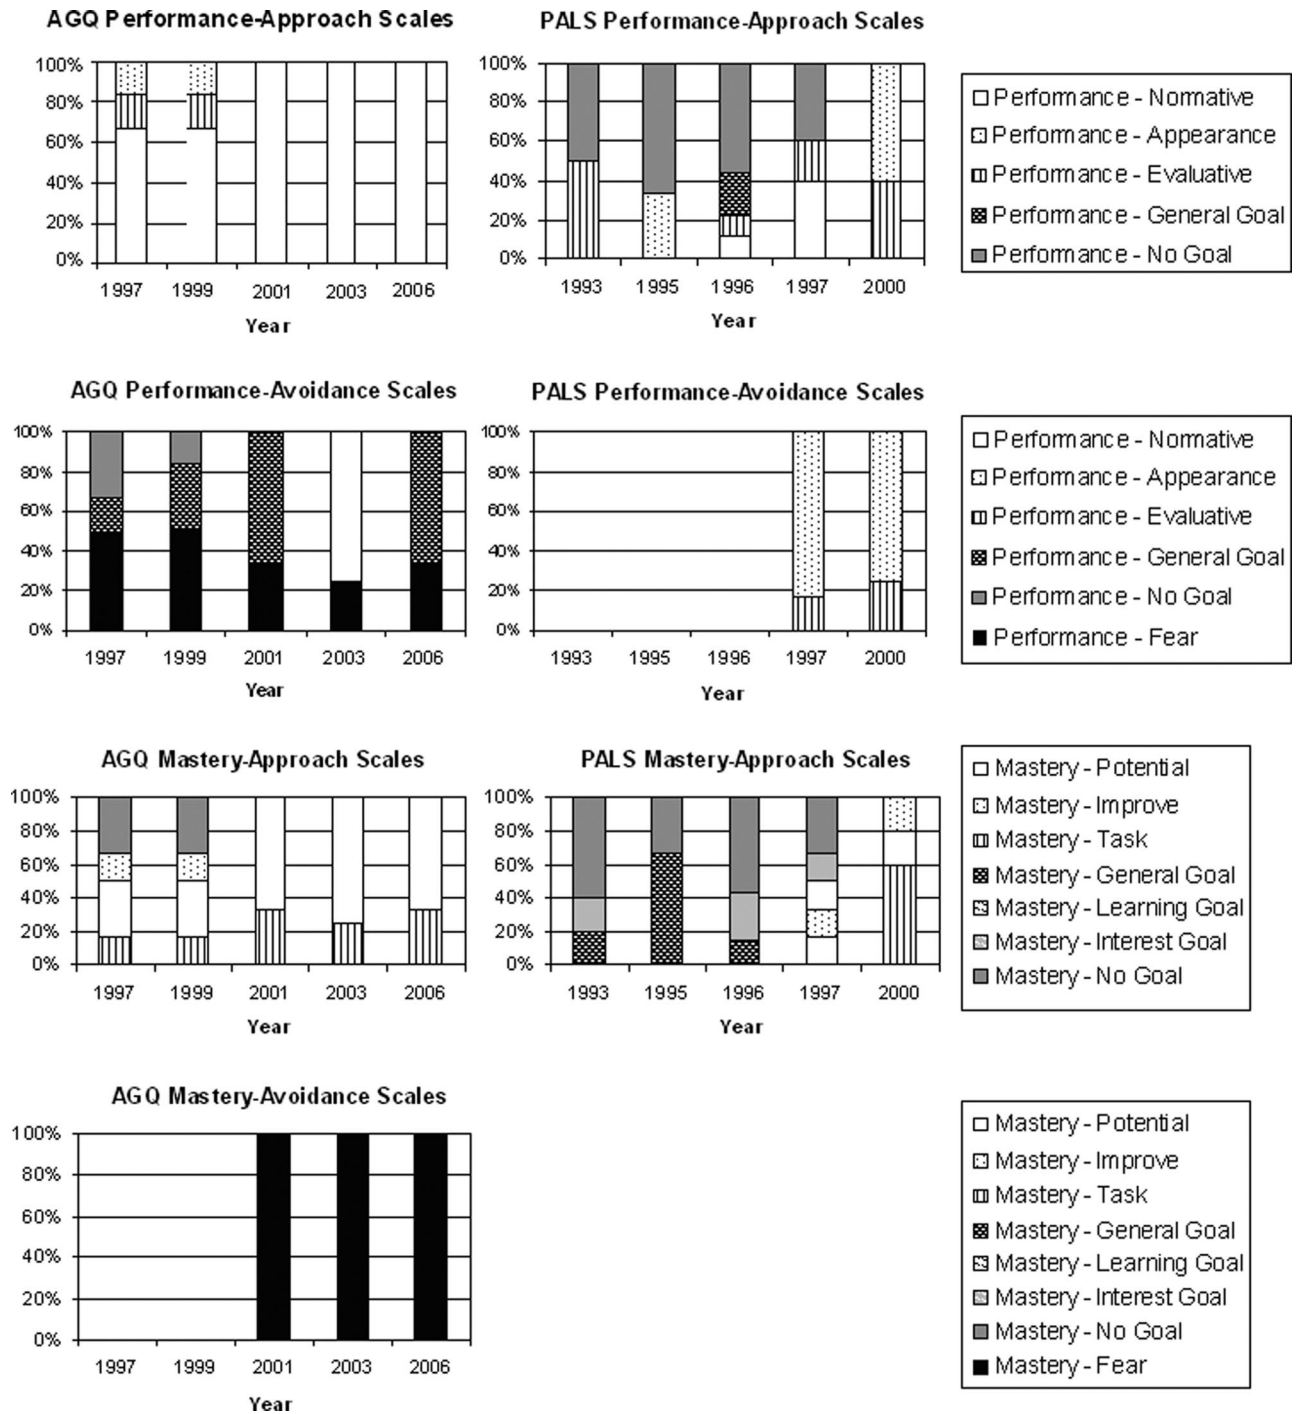 AGQ Performance-Approach Scales
100%
80%
60%
40%
20%
0%
1997 1999 2001 2003 2006
Year
PALS Performance-Approach Scales
100%
80%
60%
40%
20%
0%
1993 1995 1996 1997 2000
Year
Performance - Normative
Performance - Appearance
Performance - Evaluative
Performance - General Goal
Performance - No Goal
AGQ Performance-Avoidance Scales
100%
80%
60%
40%
20%
0%
1997 1999 2001 2003 2006
Year
PALS Performance-Avoidance Scales
100%
80%
60%
40%
20%
0%
1993 1995 1996 1997 2000
Year
Performance - Normative
Performance - Appearance
Performance - Evaluative
Performance - General Goal
Performance - No Goal
Performance - Fear
AGQ Mastery-Approach Scales
100%
80%
60%
40%
20%
0%
1997 1999 2001 2003 2006
Year
PALS Mastery-Approach Scales
100%
80%
60%
40%
20%
0%
1993 1995 1996 1997 2000
Year
Mastery - Potential
Mastery - Improve
Mastery - Task
Mastery - General Goal
Mastery - Learning Goal
Mastery - Interest Goal
Mastery - No Goal
AGQ Mastery-Avoidance Scales
100%
80%
60%
40%
20%
0%
1997 1999 2001 2003 2006
Year
Mastery - Potential
Mastery - Improve
Mastery - Task
Mastery - General Goal
Mastery - Learning Goal
Mastery - Interest Goal
Mastery - No Goal
Mastery - Fear